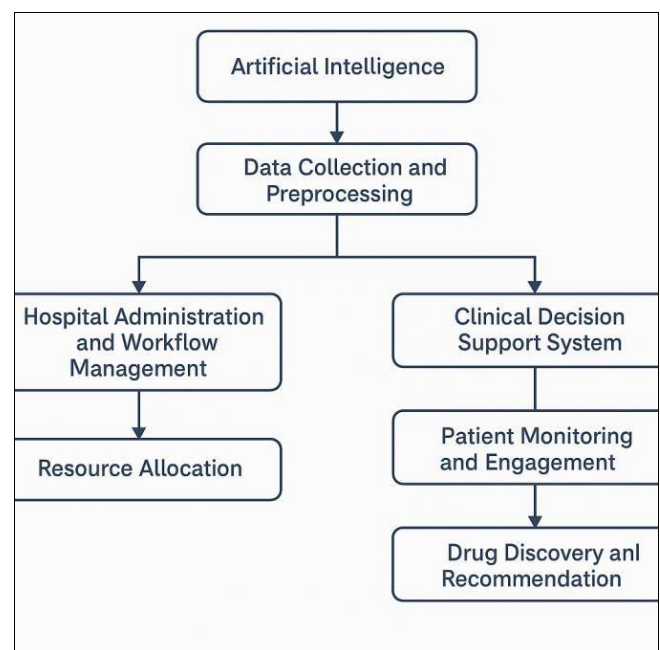 Artificial Intelligence
Data Collection and
Preprocessing
Hospital Administration
and Workflow
Management
Resource Allocation
Clinical Decision
Support System
Patient Monitoring
and Engagement
Drug Discovery anl
Recommendation